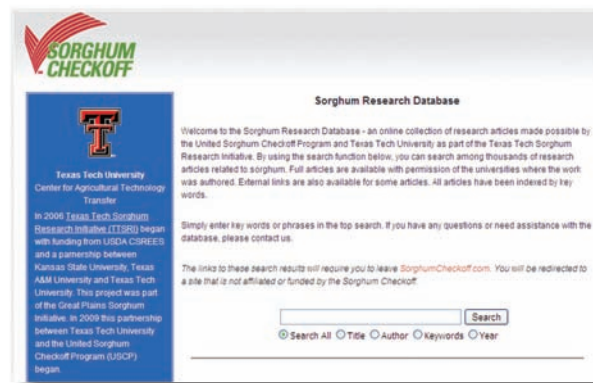 SORGHUM
CHECKOFF
Texas Tech University
Center for Agricultural Technology
Transfer
In 2006 Texas Tech Sorghum
Research Initiative (TTSRI) began
with funding from USDA CSREES
and a parnership between
Kansas State University, Texas
A&M University and Texas Tech
University. This project was part
of the Great Plains Sorghum
Initiative. In 2009 this partnership
between Texas Tech University
and the United Sorghum
Checkoff Program (USCP)
began.
Sorghum Research Database
Welcome to the Sorghum Research Database - an online collection of research articles made possible by
the United Sorghum Checkoff Program and Texas Tech University as part of the Texas Tech Sorghum
Research Initiative. By using the search function below, you can search among thousands of research
articles related to sorghum. Full articles are available with permission of the universities where the work
was authored. External links are also available for some articles. All articles have been indexed by key
words.
Simply enter key words or phrases in the top search. If you have any questions or need assistance with the
database, please contact us.
The links to these search results will require you to leave SorghumCheckoff.com. You will be redirected to
a site that is not affiliated or funded by the Sorghum Checkoff.
Search
Search All Title Author Keywords Year